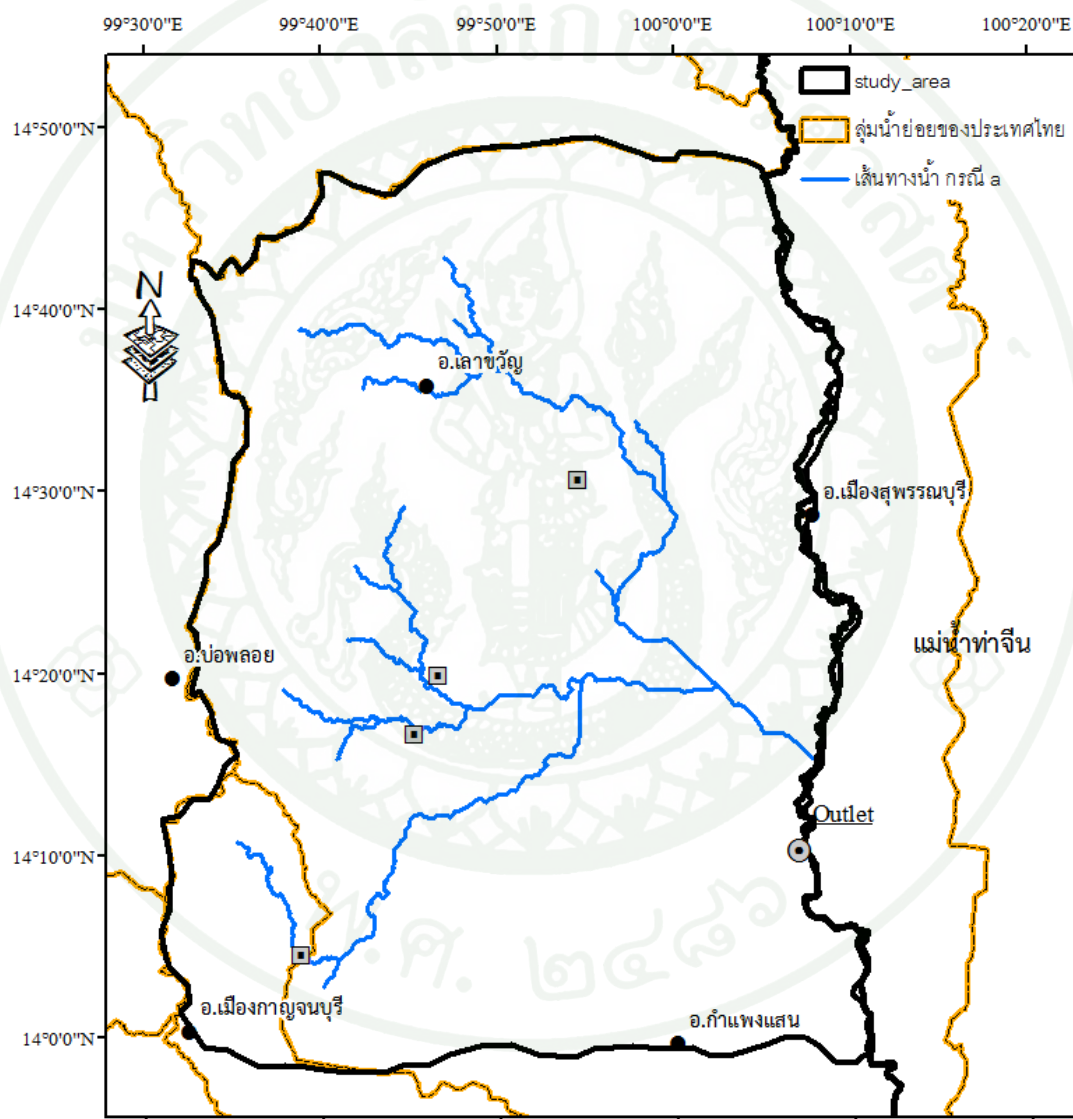 99°30'0"E 99°40'0"E 99°50'0"E 100°0'0"E 100°10'0"E 100°20'0"E
study_area
ลุ่มน้ำย่อยของประเทศไทย
เส้นทางน้ำ กรณี a
14°50'0"N
N
14°40'0"N
อ.เลาขวัญ
14°30'0"N
อ.เมืองสุพรรณบุรี
แม่น้ำท่าจีน
อ.บ่อพลอย
14°20'0"N
Outlet
14°10'0"N
พ.ศ. ๒๔๘๖
อ.เมืองกาญจนบุรี
อ.กำแพงแสน
14°0'0"N